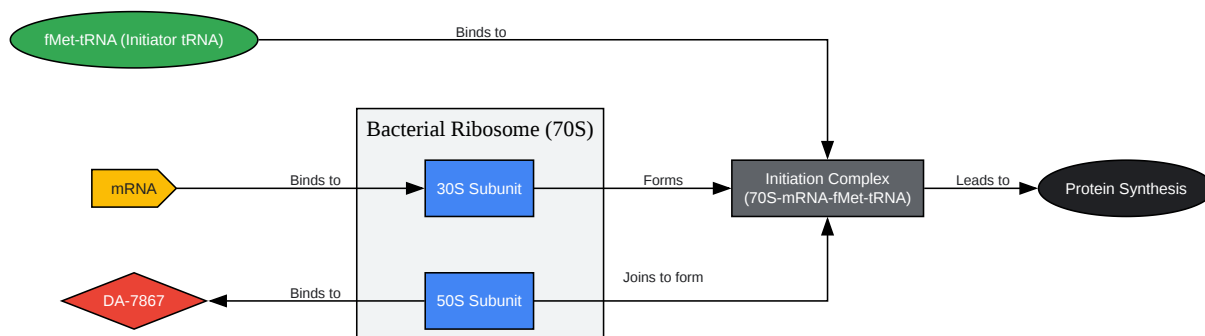 fMet-tRNA (Initiator tRNA)
Binds to
Bacterial Ribosome (70S)
mRNA
Binds to
30S Subunit
Forms
Initiation Complex
(70S-mRNA-fMet-tRNA)
Leads to
Protein Synthesis
DA-7867
Binds to
50S Subunit
Joins to form